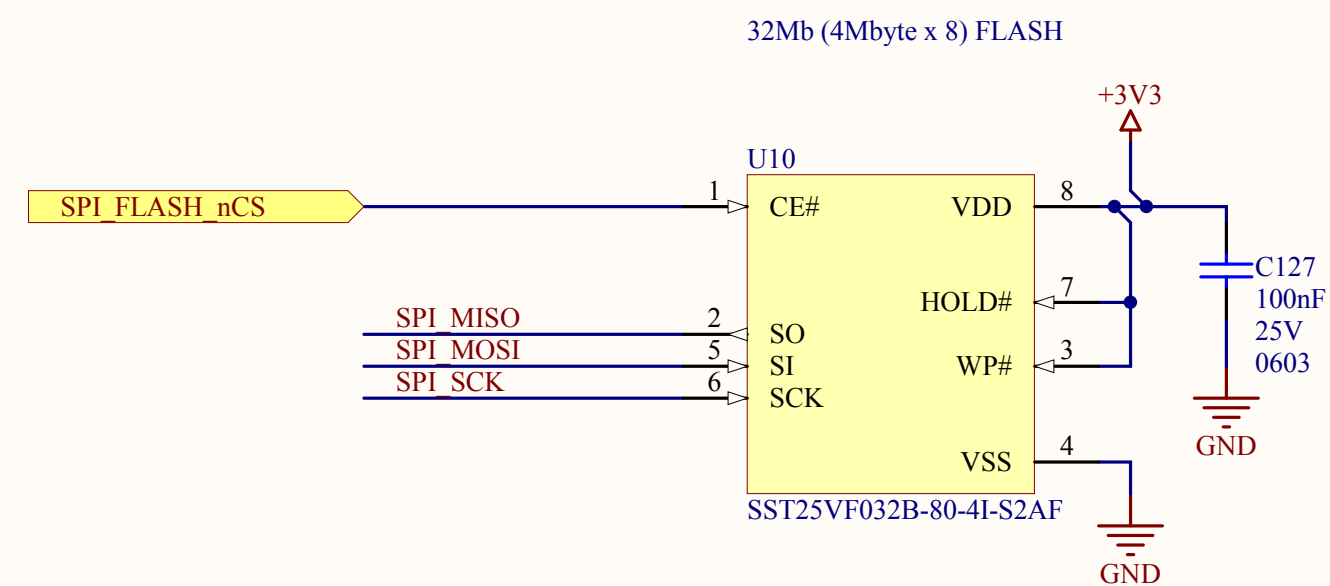 32Mb (4Mbyte x 8) FLASH
+3V3
U10
SPI_FLASH_nCS
1
CE#
VDD
8
HOLD#
7
C127
100nF
25V
0603
SPI_MISO
2
SO
SPI_MOSI
5
SI
WP#
3
SPI_SCK
6
SCK
GND
VSS
4
SST25VF032B-80-4I-S2AF
GND